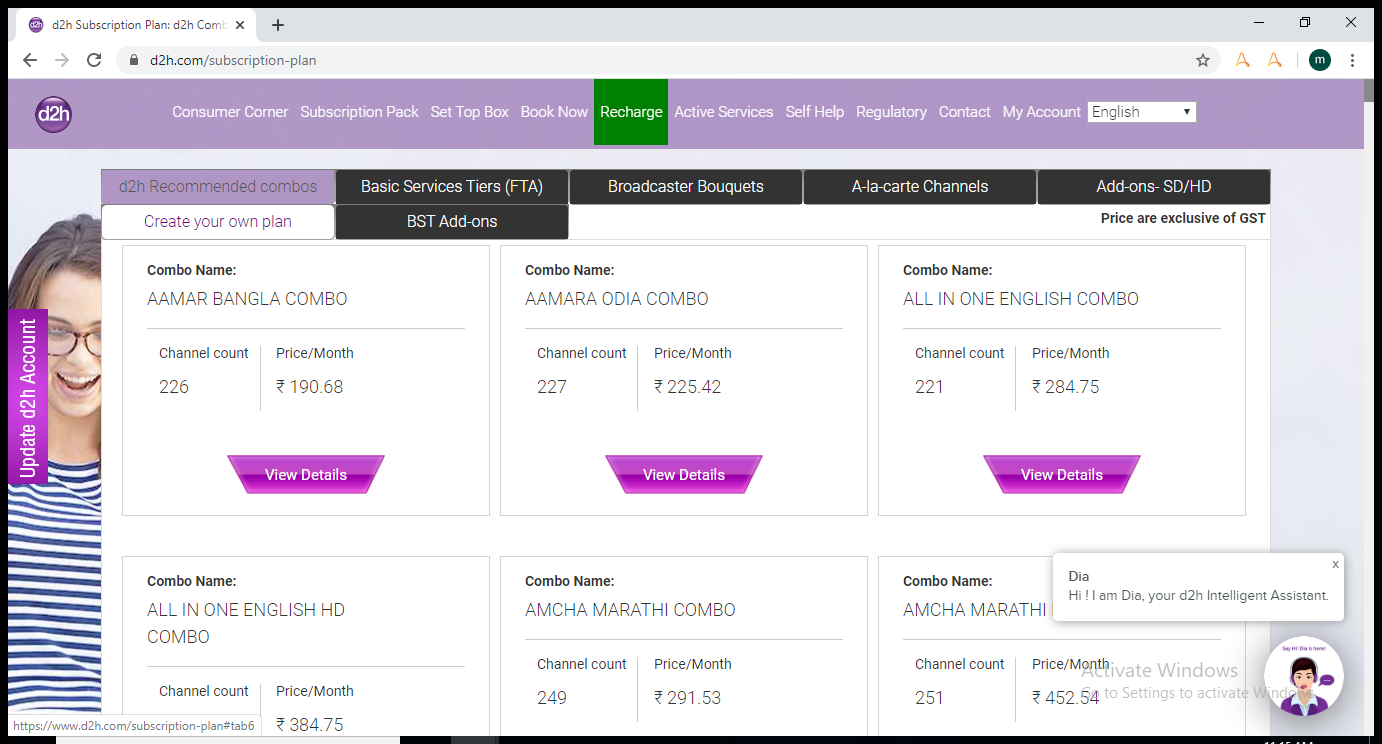 d2h Subscription Plan: d2h Comb
d2h.com/subscription-plan
m
d2h
Consumer Corner Subscription Pack Set Top Box Book Now Recharge Active Services Self Help Regulatory Contact My Account English
d2h Recommended combos Basic Services Tiers (FTA) Broadcaster Bouquets A-la-carte Channels Add-ons- SD/HD
Create your own plan BST Add-ons Price are exclusive of GST
Update d2h Account
Combo Name: Combo Name: Combo Name:
AAMAR BANGLA COMBO AAMARA ODIA COMBO ALL IN ONE ENGLISH COMBO
Channel count Price/Month Channel count Price/Month Channel count Price/Month
226 ₹ 190.68 227 ₹ 225.42 221 ₹ 284.75
View Details View Details View Details
Combo Name: Combo Name: Combo Name:
ALL IN ONE ENGLISH HD AMCHA MARATHI COMBO AMCHA MARATHI
COMBO
x
Dia
Hi ! I am Dia, your d2h Intelligent Assistant.
Say Hi! Dia is here!
Channel count Price/Month Channel count Price/Month
249 ₹ 291.53 251 ₹ 452.54
Channel count Price/Month
₹ 384.75
Activate Windows
Go to Settings to activate Windows.
https://www.d2h.com/subscription-plan#tab6